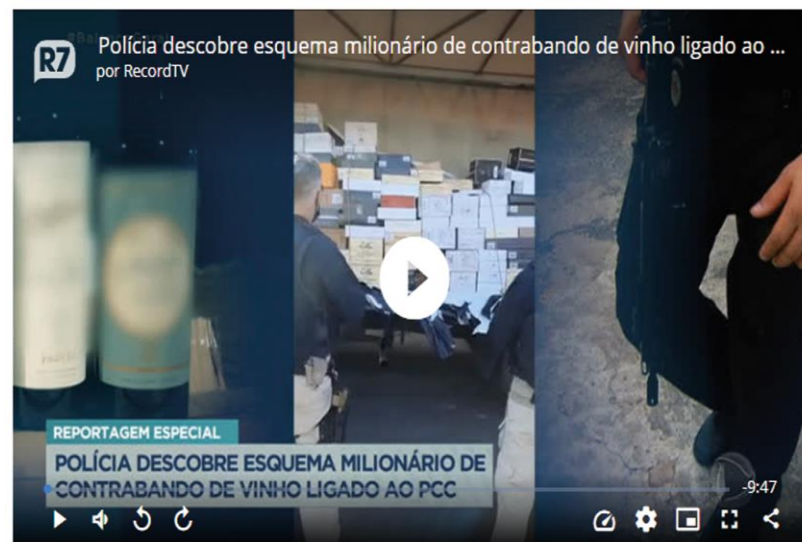 R7
Polícia descobre esquema milionário de contrabando de vinho ligado ao ...
por RecordTV
REPORTAGEM ESPECIAL
POLÍCIA DESCOBRE ESQUEMA MILIONÁRIO DE
CONTRABANDO DE VINHO LIGADO AO PCC
-9:47